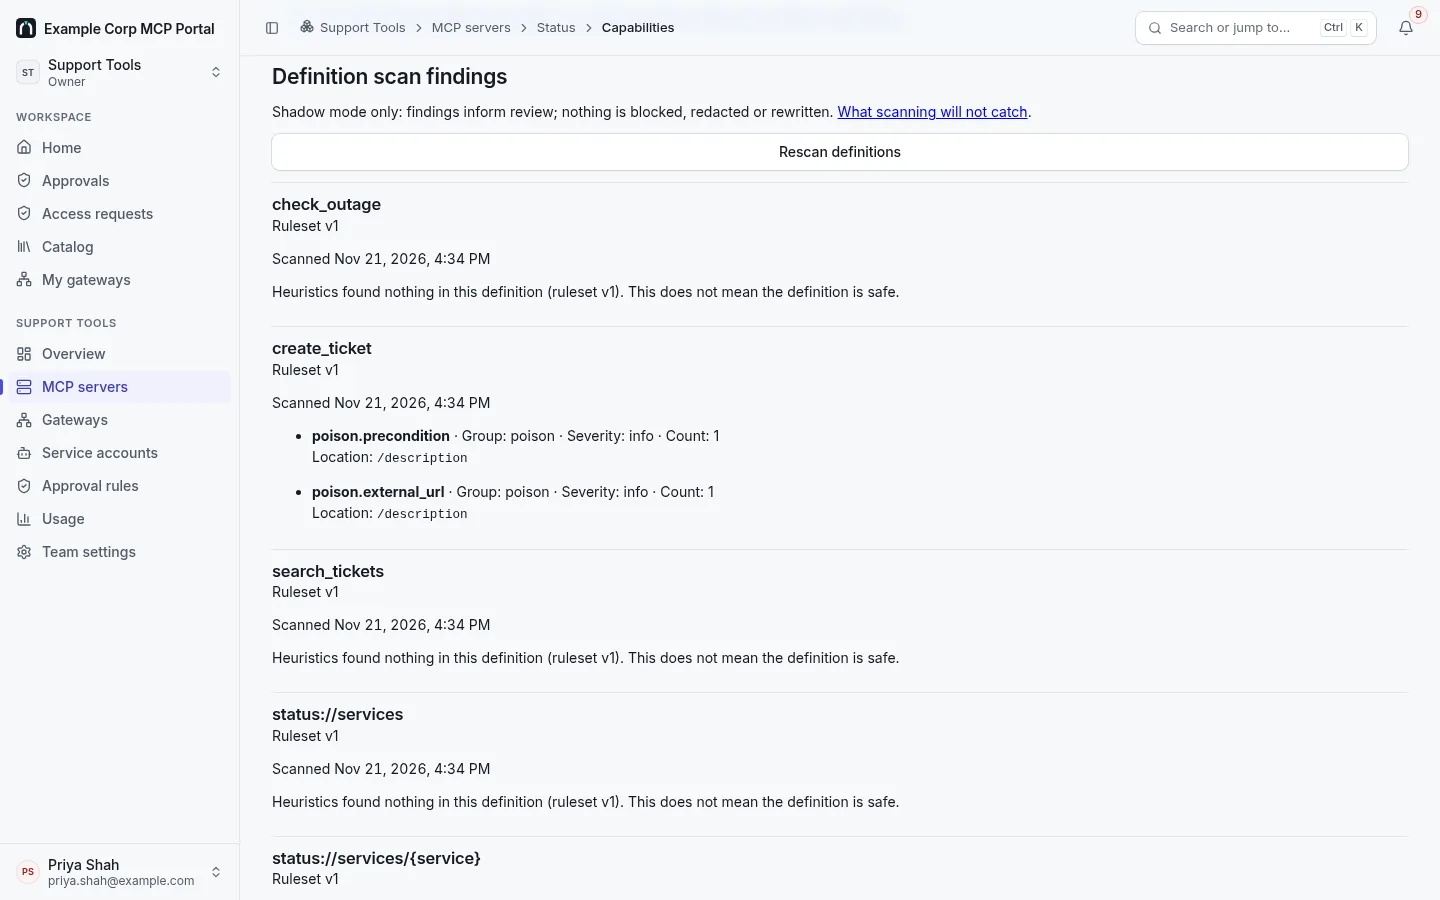 Example Corp MCP Portal
ST
Support Tools
Owner
WORKSPACE
Home
Approvals
Access requests
Catalog
My gateways
SUPPORT TOOLS
Overview
MCP servers
Gateways
Service accounts
Approval rules
Usage
Team settings
PS
Priya Shah
priya.shah@example.com
Support Tools
MCP servers
Status
Capabilities
Search or jump to...
Ctrl K
9
Definition scan findings
Shadow mode only: findings inform review; nothing is blocked, redacted or rewritten. What scanning will not catch.
Rescan definitions
check_outage
Ruleset v1
Scanned Nov 21, 2026, 4:34 PM
Heuristics found nothing in this definition (ruleset v1). This does not mean the definition is safe.
create_ticket
Ruleset v1
Scanned Nov 21, 2026, 4:34 PM
poison.precondition · Group: poison · Severity: info · Count: 1
Location: /description
poison.external_url · Group: poison · Severity: info · Count: 1
Location: /description
search_tickets
Ruleset v1
Scanned Nov 21, 2026, 4:34 PM
Heuristics found nothing in this definition (ruleset v1). This does not mean the definition is safe.
status://services
Ruleset v1
Scanned Nov 21, 2026, 4:34 PM
Heuristics found nothing in this definition (ruleset v1). This does not mean the definition is safe.
status://services/{service}
Ruleset v1